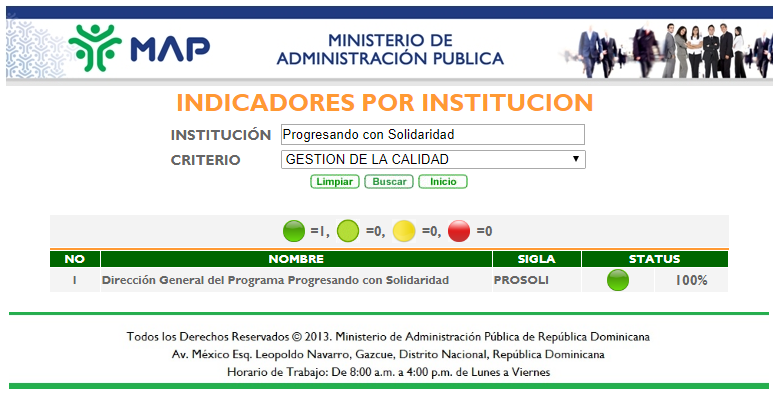 MAP
MINISTERIO DE
ADMINISTRACIÓN PUBLICA
INDICADORES POR INSTITUCION
INSTITUCIÓN Progresando con Solidaridad
CRITERIO GESTION DE LA CALIDAD
Limpiar Buscar Inicio
=1, =0, =0, =0
NO NOMBRE SIGLA STATUS
1 Dirección General del Programa Progresando con Solidaridad PROSOLI 100%
Todos los Derechos Reservados © 2013. Ministerio de Administración Pública de República Dominicana
Av. México Esq. Leopoldo Navarro, Gazcue, Distrito Nacional, República Dominicana
Horario de Trabajo: De 8:00 a.m. a 4:00 p.m. de Lunes a Viernes